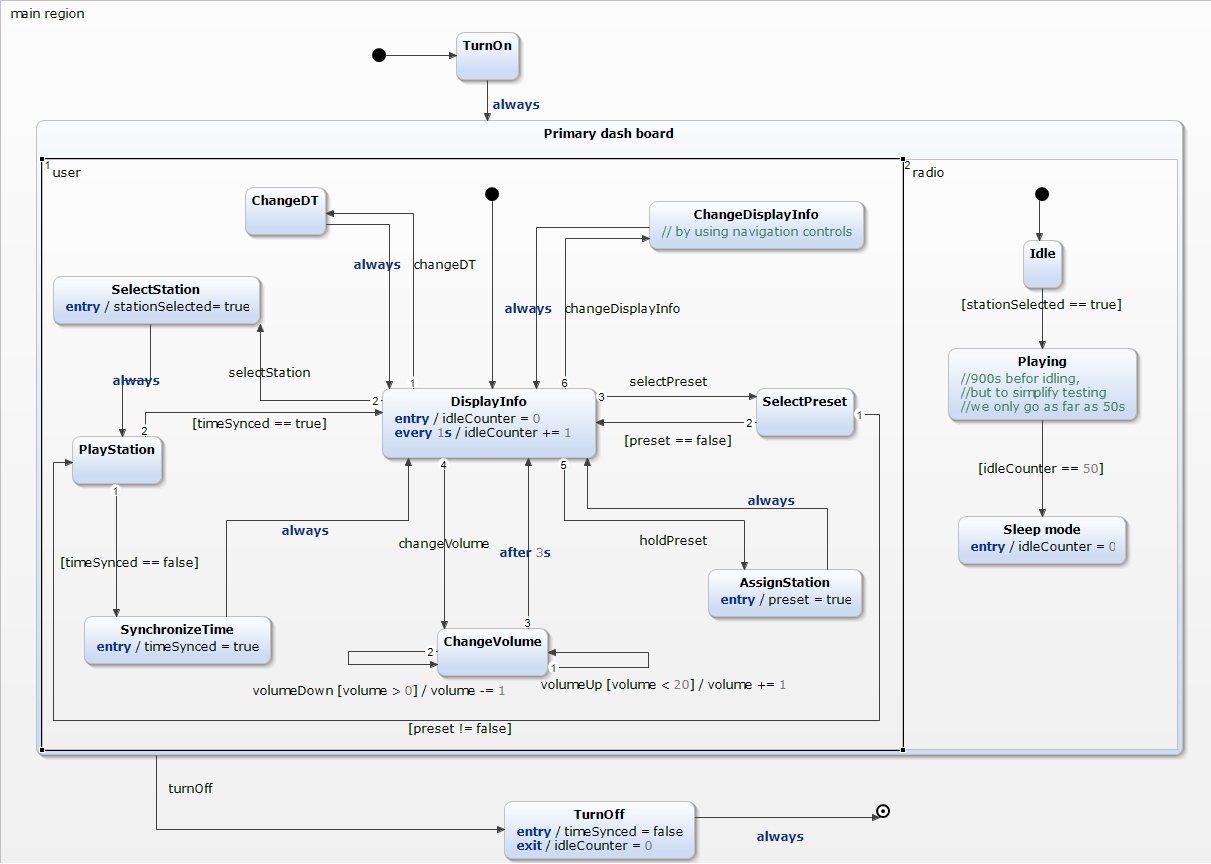 main region
TurnOn
always
Primary dash board
1
user
2
radio
ChangeDT
ChangeDisplayInfo
// by using navigation controls
always
changeDT
Idle
SelectStation
entry / stationSelected= true
always
changeDisplayInfo
[stationSelected == true]
selectStation
always
1
6
selectPreset
Playing
//900s befor idling,
//but to simplify testing
//we only go as far as 50s
2
DisplayInfo
entry / idleCounter = 0
every 1s / idleCounter += 1
3
SelectPreset
1
2
[timeSynced == true]
2
[preset == false]
PlayStation
1
4
5
[idleCounter == 50]
always
always
changeVolume
after 3s
holdPreset
Sleep mode
entry / idleCounter = 0
[timeSynced == false]
AssignStation
entry / preset = true
SynchronizeTime
entry / timeSynced = true
3
ChangeVolume
2
1
volumeDown [volume > 0] / volume -= 1
volumeUp [volume < 20] / volume += 1
[preset != false]
turnOff
TurnOff
entry / timeSynced = false
exit / idleCounter = 0
always